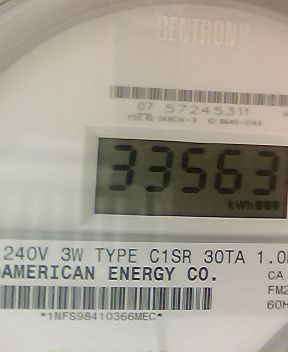 CENTRON®
07 57245311
33563
kWh
240V 3W TYPE C1SR 30TA 1.0
AMERICAN ENERGY CO.
CA
FM2
60H
*1NFS98410366MEC*